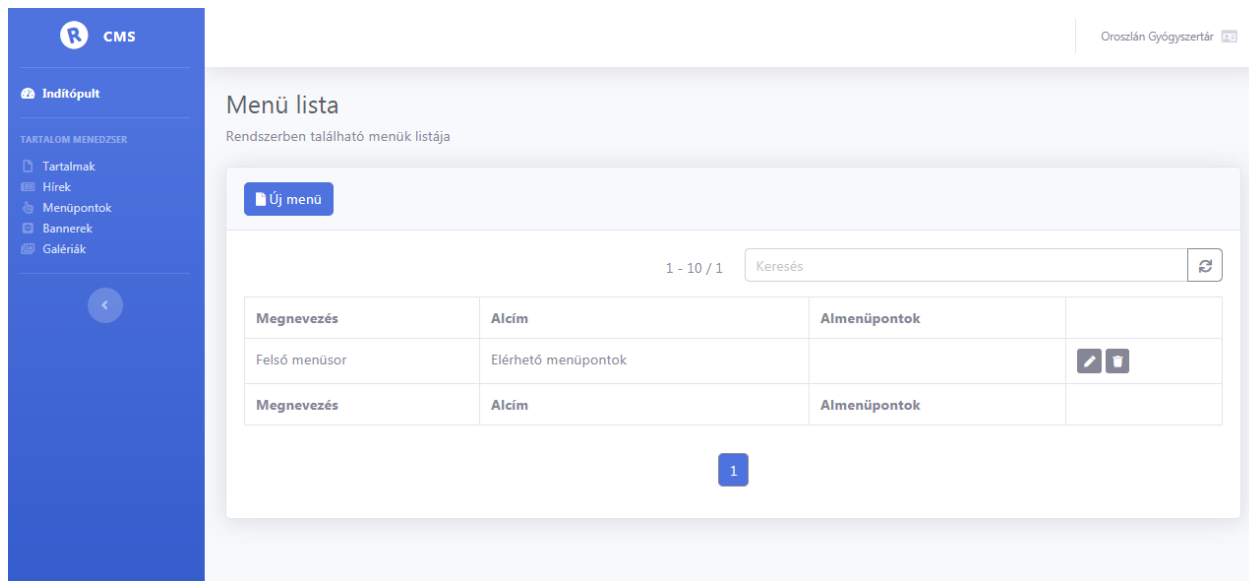 R CMS
Oroszlán Gyógyszertár
Indítópult
TARTALOM MENEDZSER
Tartalmak
Hírek
Menüpontok
Bannerek
Galériák
Menü lista
Rendszerben található menük listája
Új menü
1 - 10 / 1 Keresés
Megnevezés Alcím Almenüpontok
Felső menüsor Elérhető menüpontok
Megnevezés Alcím Almenüpontok
1